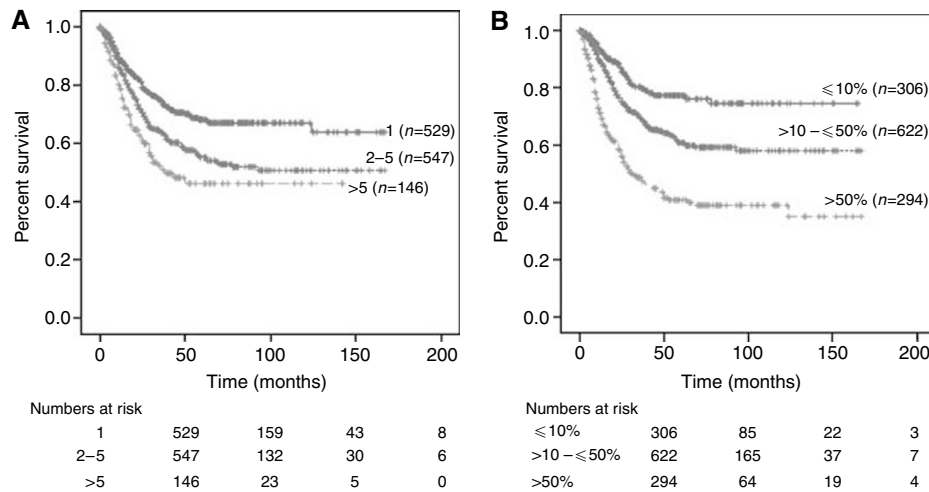 A
Percent survival
1.0
0.8
0.6
0.4
0.2
0.0
1 (n=529)
2–5 (n=547)
>5 (n=146)
0 50 100 150 200
Time (months)
Numbers at risk
1 529 159 43 8
2–5 547 132 30 6
>5 146 23 5 0
B
Percent survival
1.0
0.8
0.6
0.4
0.2
0.0
⩽10% (n=306)
>10 – ⩽50% (n=622)
>50% (n=294)
0 50 100 150 200
Time (months)
Numbers at risk
⩽10% 306 85 22 3
>10 – ⩽50% 622 165 37 7
>50% 294 64 19 4